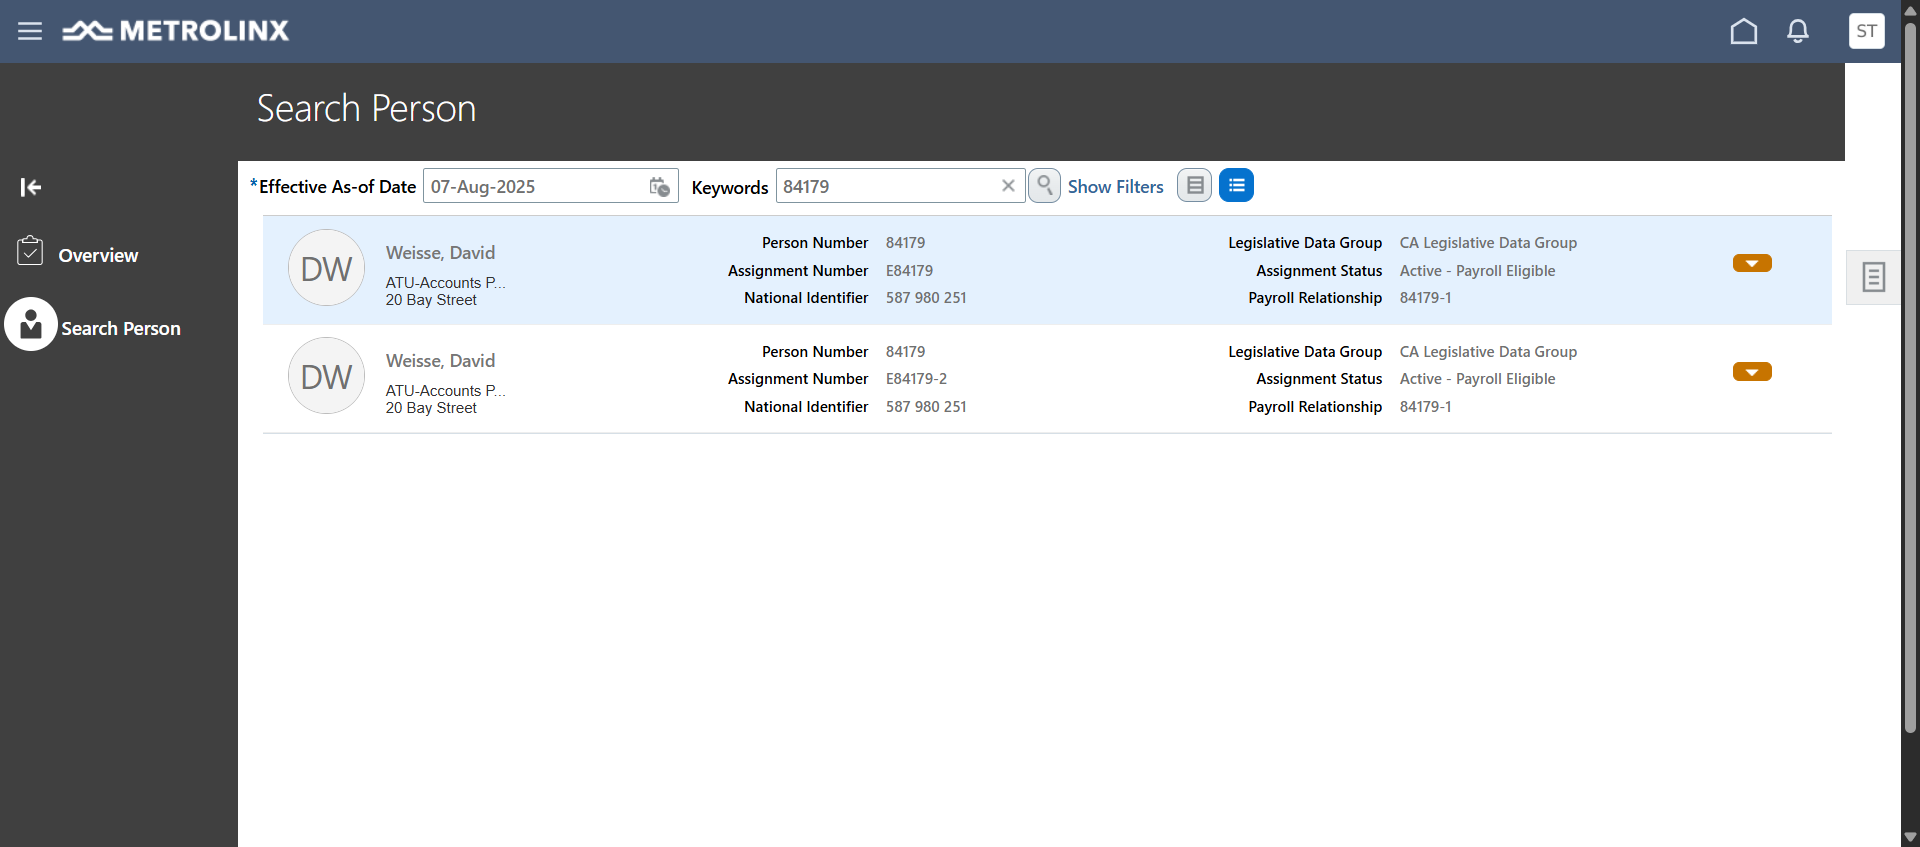 METROLINX
ST
Search Person
*Effective As-of Date 07-Aug-2025 Keywords 84179 Show Filters
Overview
Search Person
DW
Weisse, David
ATU-Accounts P...
20 Bay Street
Person Number 84179
Assignment Number E84179
National Identifier 587 980 251
Legislative Data Group CA Legislative Data Group
Assignment Status Active - Payroll Eligible
Payroll Relationship 84179-1
DW
Weisse, David
ATU-Accounts P...
20 Bay Street
Person Number 84179
Assignment Number E84179-2
National Identifier 587 980 251
Legislative Data Group CA Legislative Data Group
Assignment Status Active - Payroll Eligible
Payroll Relationship 84179-1